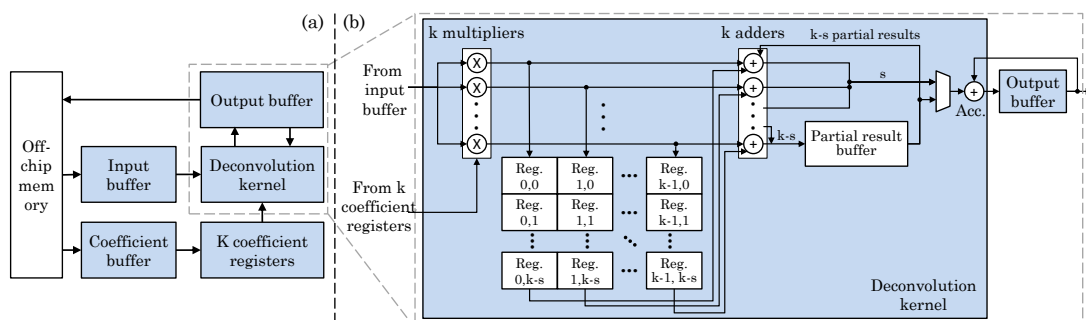 (a)
Off-
chip
mem
ory
Output buffer
Input
buffer
Deconvolution
kernel
Coefficient
buffer
K coefficient
registers
(b)
k multipliers
k adders
k-s partial results
From
input
buffer
X
X
X
+
+
+
s
k-s
Partial result
buffer
+
Acc.
Output
buffer
From k
coefficient
registers
Reg.
0,0
Reg.
1,0
Reg.
k-1,0
Reg.
0,1
Reg.
1,1
Reg.
k-1,1
Reg.
0,k-s
Reg.
1,k-s
Reg.
k-1, k-s
Deconvolution
kernel